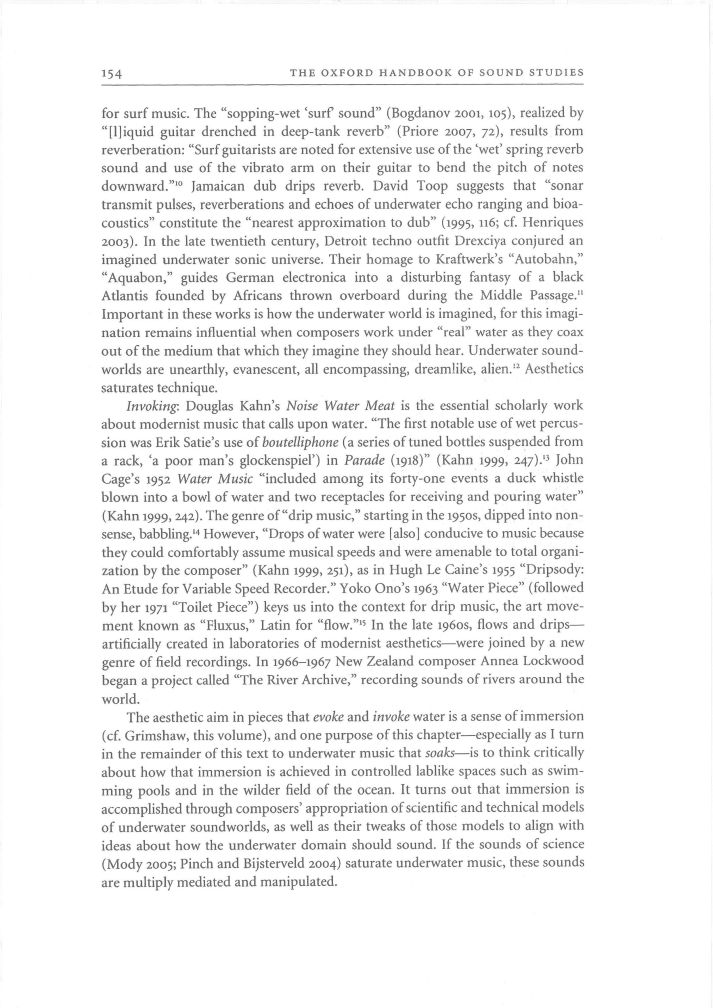 154 THE OXFORD HANDBOOK OF SOUND STUDIES
for surf music. The “sopping-wet ‘surf’ sound” (Bogdanov 2001, 105), realized by
“[l]iquid guitar drenched in deep-tank reverb” (Priore 2007, 72), results from
reverberation: “Surf guitarists are noted for extensive use of the ‘wet’ spring reverb
sound and use of the vibrato arm on their guitar to bend the pitch of notes
downward.”¹⁰ Jamaican dub drips reverb. David Toop suggests that “sonar
transmit pulses, reverberations and echoes of underwater echo ranging and bioa-
coustics” constitute the “nearest approximation to dub” (1995, 116; cf. Henriques
2003). In the late twentieth century, Detroit techno outfit Drexciya conjured an
imagined underwater sonic universe. Their homage to Kraftwerk’s “Autobahn,”
“Aquabon,” guides German electronica into a disturbing fantasy of a black
Atlantis founded by Africans thrown overboard during the Middle Passage.¹¹
Important in these works is how the underwater world is imagined, for this imagi-
nation remains influential when composers work under “real” water as they coax
out of the medium that which they imagine they should hear. Underwater sound-
worlds are unearthly, evanescent, all encompassing, dreamlike, alien.¹² Aesthetics
saturates technique.
Invoking: Douglas Kahn’s Noise Water Meat is the essential scholarly work
about modernist music that calls upon water. “The first notable use of wet percus-
sion was Erik Satie’s use of boutelliphone (a series of tuned bottles suspended from
a rack, ‘a poor man’s glockenspiel’) in Parade (1918)” (Kahn 1999, 247).¹³ John
Cage’s 1952 Water Music “included among its forty-one events a duck whistle
blown into a bowl of water and two receptacles for receiving and pouring water”
(Kahn 1999, 242). The genre of “drip music,” starting in the 1950s, dipped into non-
sense, babbling.¹⁴ However, “Drops of water were [also] conducive to music because
they could comfortably assume musical speeds and were amenable to total organi-
zation by the composer” (Kahn 1999, 251), as in Hugh Le Caine’s 1955 “Dripsody:
An Etude for Variable Speed Recorder.” Yoko Ono’s 1963 “Water Piece” (followed
by her 1971 “Toilet Piece”) keys us into the context for drip music, the art move-
ment known as “Fluxus,” Latin for “flow.”¹⁵ In the late 1960s, flows and drips—
artificially created in laboratories of modernist aesthetics—were joined by a new
genre of field recordings. In 1966–1967 New Zealand composer Annea Lockwood
began a project called “The River Archive,” recording sounds of rivers around the
world.
The aesthetic aim in pieces that evoke and invoke water is a sense of immersion
(cf. Grimshaw, this volume), and one purpose of this chapter—especially as I turn
in the remainder of this text to underwater music that soaks—is to think critically
about how that immersion is achieved in controlled lablike spaces such as swim-
ming pools and in the wilder field of the ocean. It turns out that immersion is
accomplished through composers’ appropriation of scientific and technical models
of underwater soundworlds, as well as their tweaks of those models to align with
ideas about how the underwater domain should sound. If the sounds of science
(Mody 2005; Pinch and Bijsterveld 2004) saturate underwater music, these sounds
are multiply mediated and manipulated.